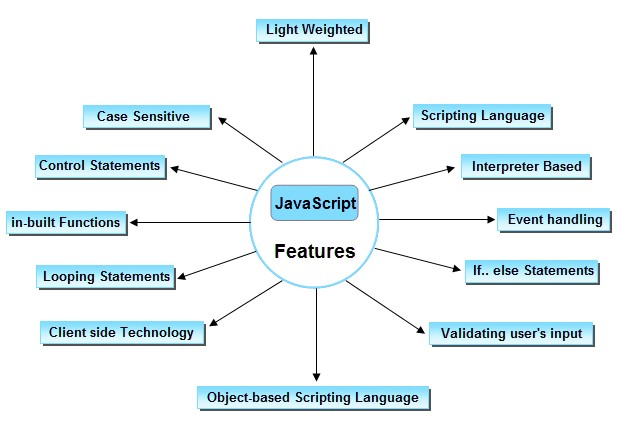 Light Weighted
Case Sensitive
Scripting Language
Control Statements
Interpreter Based
JavaScript
in-built Functions
Event handling
Features
Looping Statements
If.. else Statements
Client side Technology
Validating user's input
Object-based Scripting Language